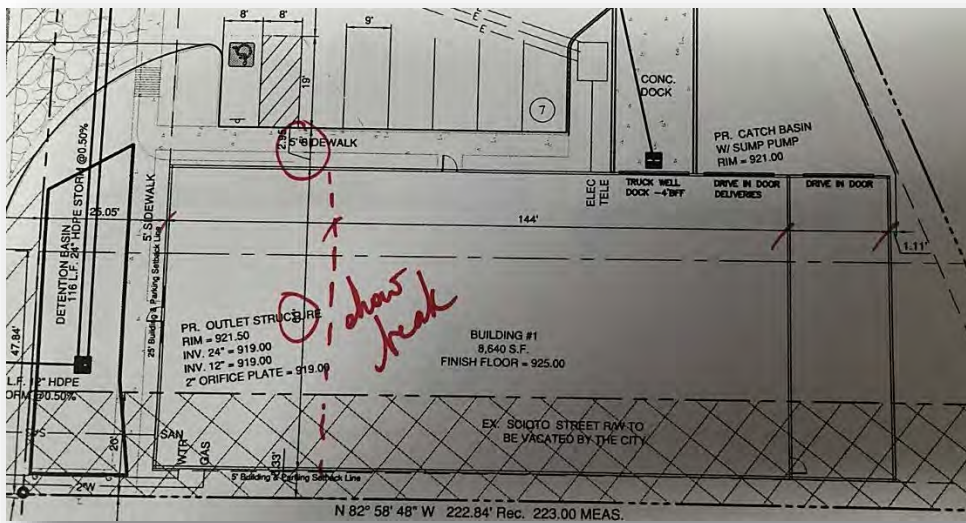 8'
8'
9'
19'
E
E
E
7
CONC.
DOCK
PR. CATCH BASIN
W/ SUMP PUMP
RIM = 921.00
2.95'
5' SIDEWALK
ELEC
TELE
TRUCK WELL
DOCK -4'BFF
DRIVE IN DOOR
DELIVERIES
DRIVE IN DOOR
DETENTION BASIN
116 L.F. 24" HDPE STORM @0.50%
25.05'
5' SIDEWALK
25' Building & Parking Setback Line
144'
1.11'
47.84'
show
break
PR. OUTLET STRUCTURE
RIM = 921.50
INV. 24" = 919.00
INV. 12" = 919.00
2" ORIFICE PLATE = 919.00
BUILDING #1
8,640 S.F.
FINISH FLOOR = 925.00
L.F. 12" HDPE
STORM @0.50%
EX. SCIOTO STREET R/W TO
BE VACATED BY THE CITY
SAN
WTR
GAS
5' Building & Parking Setback Line
N 82° 58' 48" W 222.84' Rec. 223.00 MEAS.